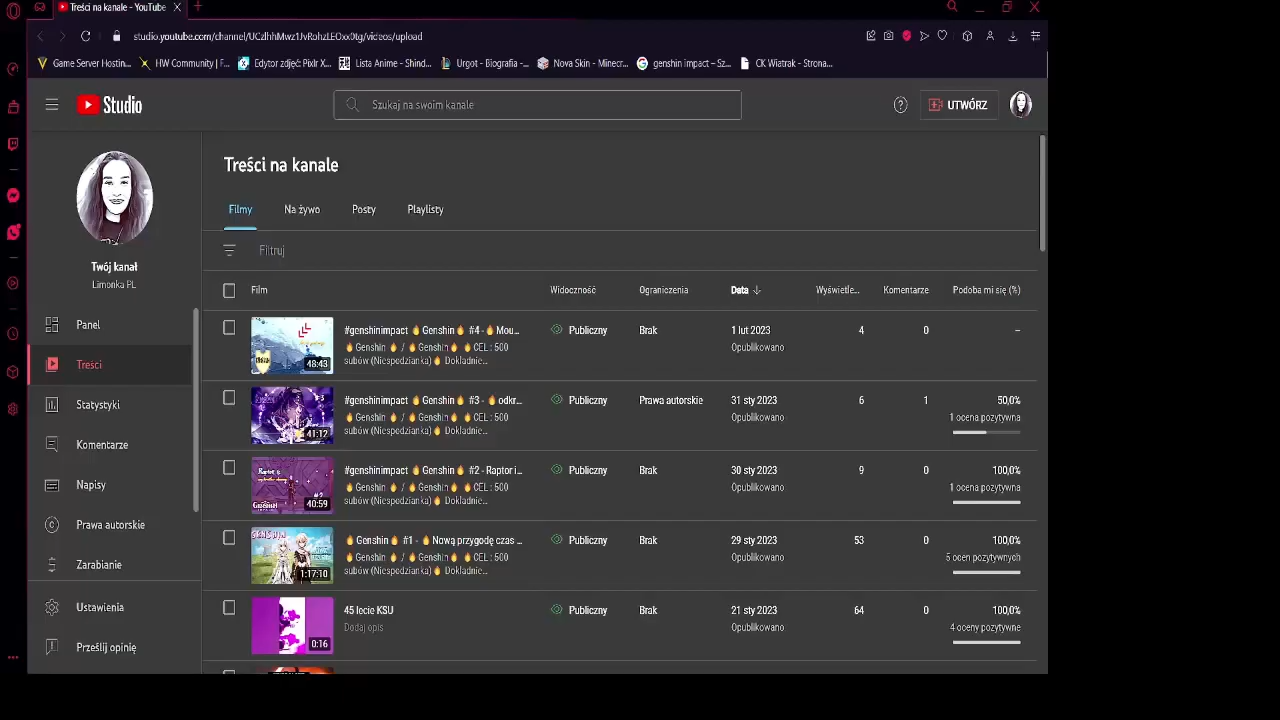 Treści na kanale - YouTube
studio.youtube.com/channel/UCzlhhMwz1JvRohzLEOxx0tg/videos/upload
Game Server Hostin... HW Community | F... Edytor zdjęć: Pixlr X... Lista Anime - Shind... Urgot - Biografia -... Nova Skin - Minecr... genshin impact – Sz... CK Wiatrak - Strona...
Studio
Szukaj na swoim kanale
UTWÓRZ
Twój kanał
Limonka PL
Panel
Treści
Statystyki
Komentarze
Napisy
Prawa autorskie
Zarabianie
Ustawienia
Prześlij opinię
Treści na kanale
Filmy Na żywo Posty Playlisty
Filtruj
Film Widoczność Ograniczenia Data Wyświetle... Komentarze Podoba mi się (%)
#genshinimpact 🔥Genshin🔥 #4 - 🔥Mou... Publiczny Brak 1 lut 2023 4 0 –
🔥Genshin 🔥 / 🔥Genshin🔥 🔥CEL : 500 Opublikowano
subów (Niespodzianka)🔥 Dokładnie...
48:43
#genshinimpact 🔥Genshin🔥 #3 - 🔥odkr... Publiczny Prawa autorskie 31 sty 2023 6 1 50,0%
🔥Genshin 🔥 / 🔥Genshin🔥 🔥CEL : 500 Opublikowano 1 ocena pozytywna
subów (Niespodzianka)🔥 Dokładnie...
41:12
#genshinimpact 🔥Genshin🔥 #2 - Raptor i... Publiczny Brak 30 sty 2023 9 0 100,0%
🔥Genshin 🔥 / 🔥Genshin🔥 🔥CEL : 500 Opublikowano 1 ocena pozytywna
subów (Niespodzianka)🔥 Dokładnie...
#2
Genshin
40:59
🔥Genshin🔥 #1 - 🔥Nową przygodę czas ... Publiczny Brak 29 sty 2023 53 0 100,0%
🔥Genshin 🔥 / 🔥Genshin🔥 🔥CEL : 500 Opublikowano 5 ocen pozytywnych
subów (Niespodzianka)🔥 Dokładnie...
GENSHIN
1:17:10
45 lecie KSU Publiczny Brak 21 sty 2023 64 0 100,0%
Dodaj opis Opublikowano 4 oceny pozytywne
0:16